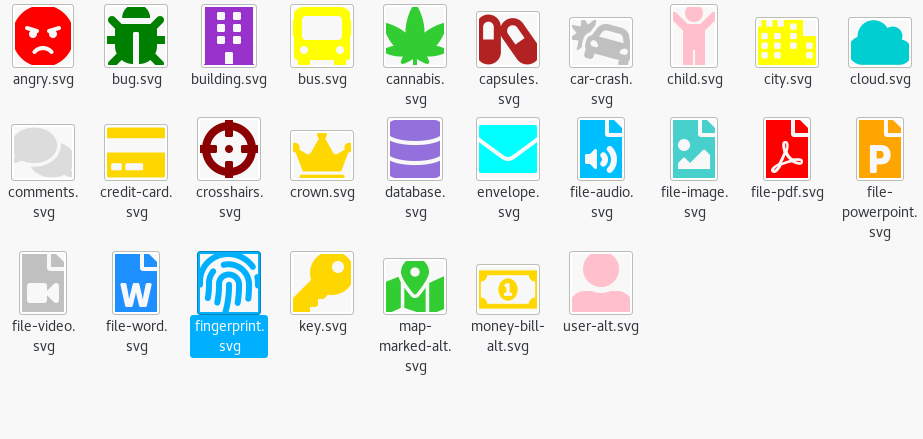 angry.svg bug.svg building.svg bus.svg cannabis.svg capsules.svg car-crash.svg child.svg city.svg cloud.svg
comments.svg credit-card.svg crosshairs.svg crown.svg database.svg envelope.svg file-audio.svg file-image.svg file-pdf.svg file-powerpoint.svg
P
W
1
file-video.svg file-word.svg fingerprint.svg key.svg map-marked-alt.svg money-bill-alt.svg user-alt.svg